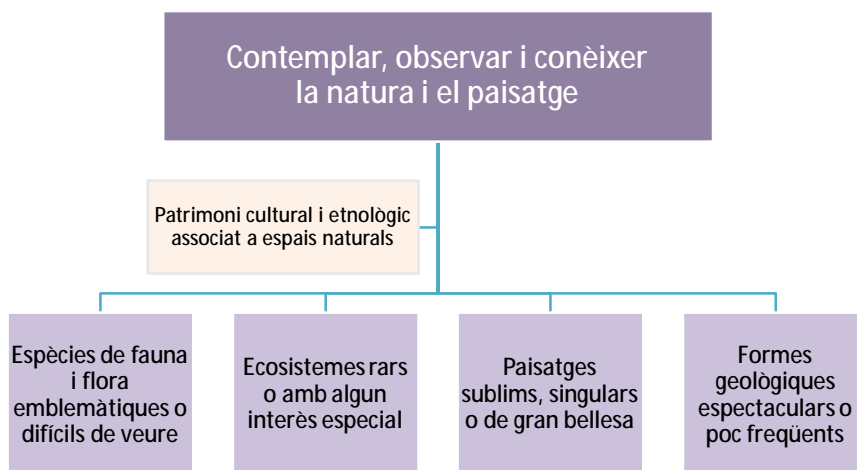 Contemplar, observar i conèixer
la natura i el paisatge
Patrimoni cultural i etnològic
associat a espais naturals
Espècies de fauna
i flora
emblemàtiques o
difícils de veure
Ecosistemes rars
o amb algun
interès especial
Paisatges
sublims, singulars
o de gran bellesa
Formes
geològiques
espectaculars o
poc freqüents